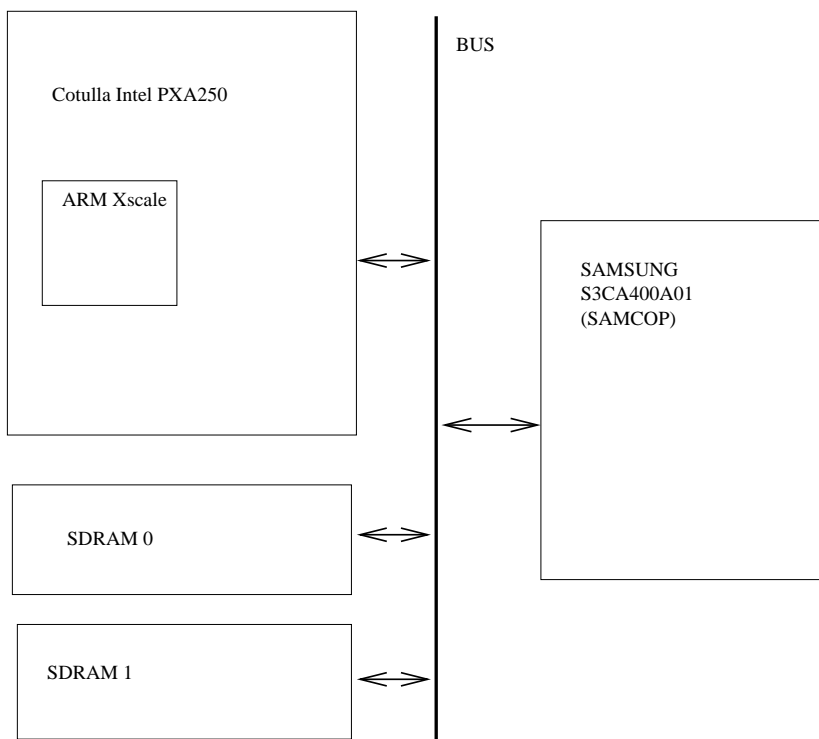 BUS
Cotulla Intel PXA250
ARM Xscale
SAMSUNG
S3CA400A01
(SAMCOP)
SDRAM 0
SDRAM 1